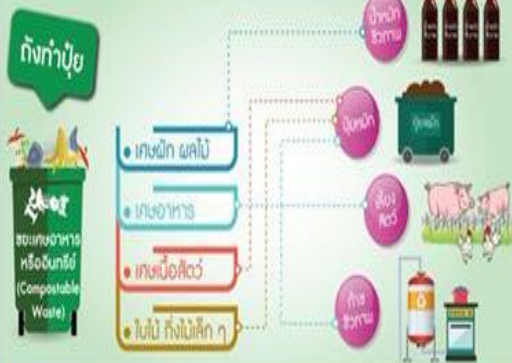 ถังทำปุ๋ย
ขยะเศษอาหาร
หรืออินทรีย์
(Compostable
Waste)
• เศษผัก ผลไม้
• เศษอาหาร
• เศษเนื้อสัตว์
• ใบไม้ กิ่งไม้เล็ก ๆ
น้ำหมัก
ชีวภาพ
ปุ๋ยหมัก
ปุ๋ยหมัก
เลี้ยง
สัตว์
ก๊าซ
ชีวภาพ